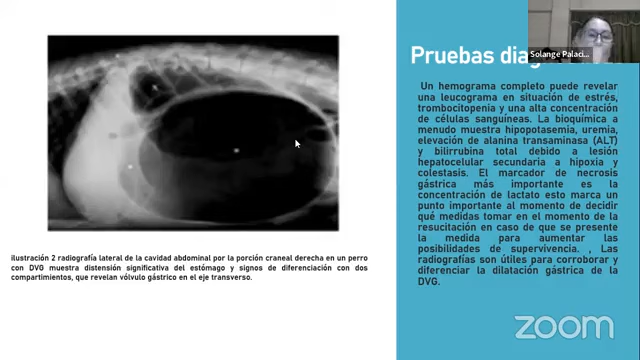 Pruebas
Solange Palaci...
Un hemograma completo puede revelar
una leucograma en situación de estrés,
trombocitopenia y una alta concentración
de células sanguíneas. La bioquímica a
menudo muestra hipopotasemia, uremia,
elevación de alanina transaminasa (ALT)
y bilirrubina total debido a lesión
hepatocelular secundaria a hipoxia y
colestasis. El marcador de necrosis
gástrica más importante es la
concentración de lactato esto marca un
punto importante al momento de decidir
qué medidas tomar en el momento de la
resucitación en caso de que se presente
la medida para aumentar las
posibilidades de supervivencia. , Las
radiografías son útiles para corroborar y
diferenciar la dilatación gástrica de la
DVG.
ilustración 2 radiografía lateral de la cavidad abdominal por la porción craneal derecha en un perro
con DVG muestra distensión significativa del estómago y signos de diferenciación con dos
compartimientos, que revelan vólvulo gástrico en el eje transverso.
zoom